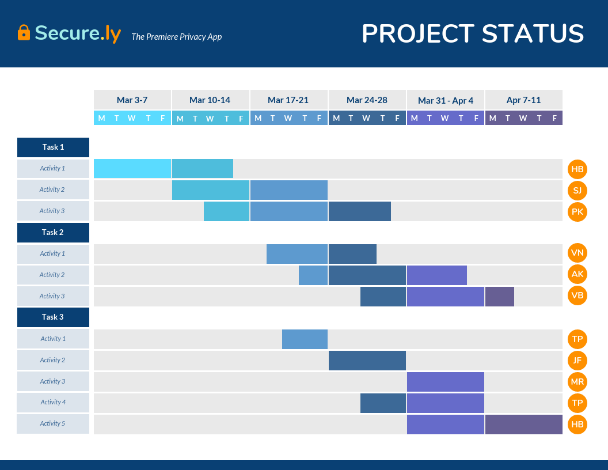 Secure.ly The Premiere Privacy App PROJECT STATUS
Mar 3-7 Mar 10-14 Mar 17-21 Mar 24-28 Mar 31 - Apr 4 Apr 7-11
M T W T F M T W T F M T W T F M T W T F M T W T F M T W T F
Task 1
Activity 1 HB
Activity 2 SJ
Activity 3 PK
Task 2
Activity 1 VN
Activity 2 AK
Activity 3 VB
Task 3
Activity 1 TP
Activity 2 JF
Activity 3 MR
Activity 4 TP
Activity 5 HB